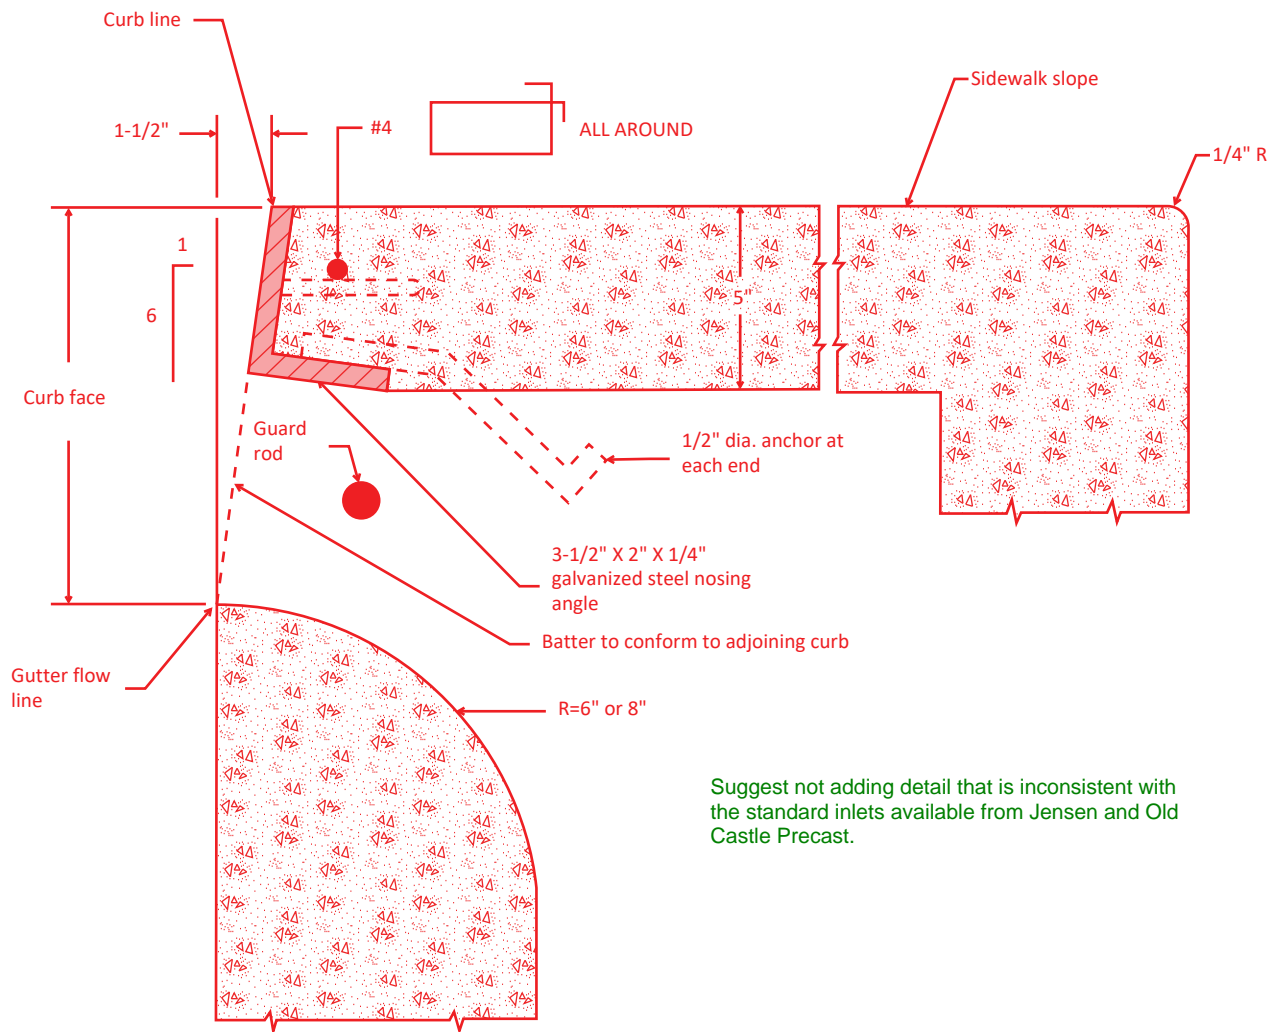 Curb line
Sidewalk slope
1-1/2"
#4
ALL AROUND
1/4" R
1
6
5"
Curb face
Guard
rod
1/2" dia. anchor at
each end
3-1/2" X 2" X 1/4"
galvanized steel nosing
angle
Batter to conform to adjoining curb
Gutter flow
line
R=6" or 8"
Suggest not adding detail that is inconsistent with
the standard inlets available from Jensen and Old
Castle Precast.